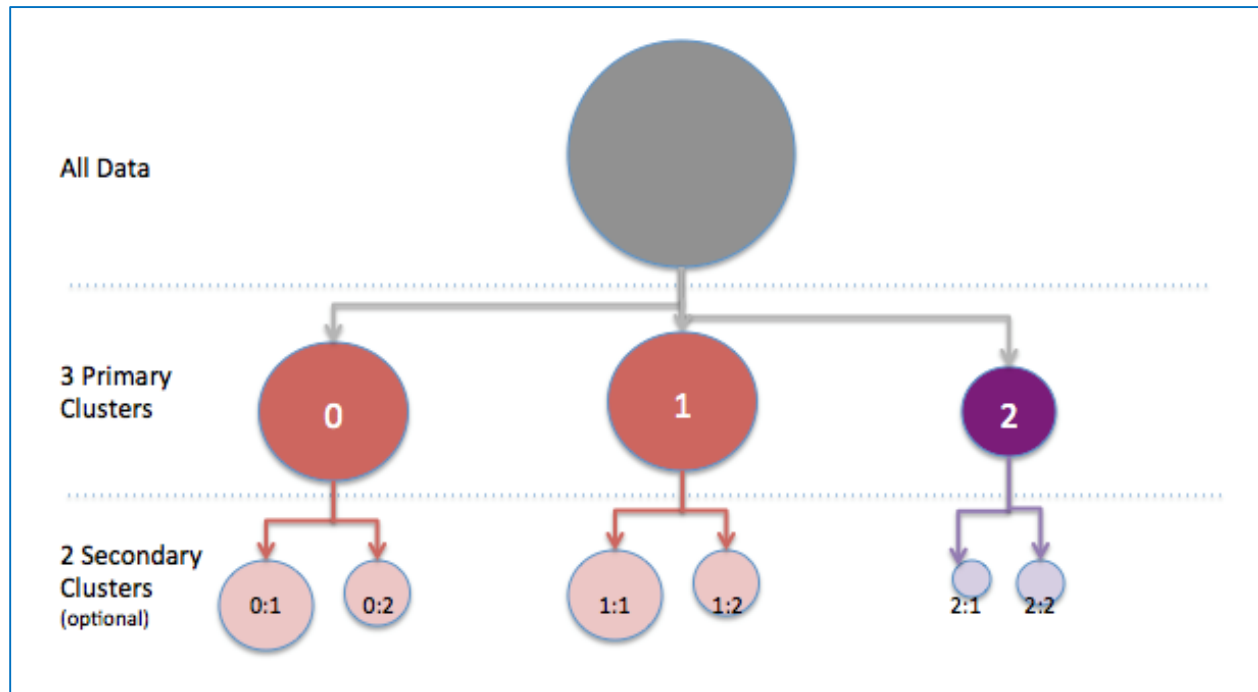 All Data
3 Primary
Clusters
0
1
2
2 Secondary
Clusters
(optional)
0:1
0:2
1:1
1:2
2:1
2:2